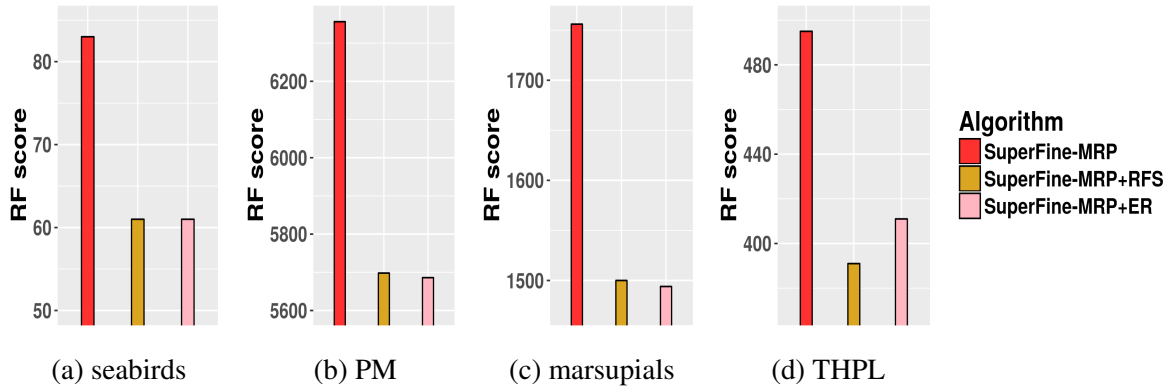 RF score
80
70
60
50
(a) seabirds
RF score
6200
6000
5800
5600
(b) PM
RF score
1700
1600
1500
(c) marsupials
RF score
480
440
400
(d) THPL
Algorithm
SuperFine-MRP
SuperFine-MRP+RFS
SuperFine-MRP+ER